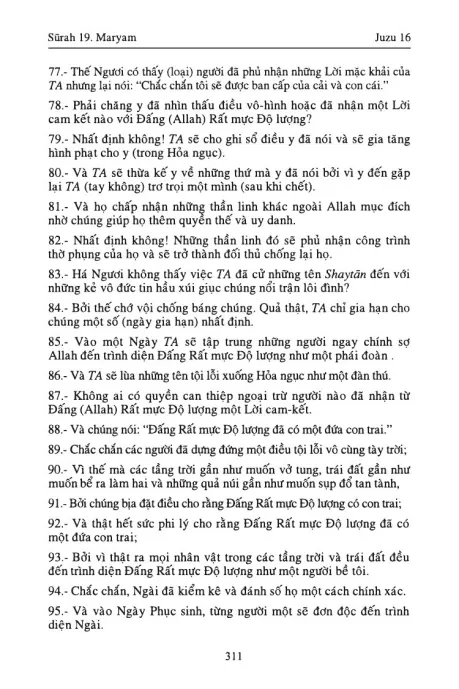 Sūrah 19. Maryam Juzu 16
77.- Thế Ngươi có thấy (loại) người đã phủ nhận những Lời mặc khải của
TA nhưng lại nói: “Chắc chắn tôi sẽ được ban cấp của cải và con cái.”
78.- Phải chăng y đã nhìn thấu điều vô-hình hoặc đã nhận một Lời
cam kết nào với Đấng (Allah) Rất mực Độ lượng?
79.- Nhất định không! TA sẽ cho ghi sổ điều y đã nói và sẽ gia tăng
hình phạt cho y (trong Hỏa ngục).
80.- Và TA sẽ thừa kế y về những thứ mà y đã nói bởi vì y đến gặp
lại TA (tay không) trơ trọi một mình (sau khi chết).
81.- Và họ chấp nhận những thần linh khác ngoài Allah mục đích
nhờ chúng giúp họ thêm quyền thế và uy danh.
82.- Nhất định không! Những thần linh đó sẽ phủ nhận công trình
thờ phụng của họ và sẽ trở thành đối thủ chống lại họ.
83.- Há Ngươi không thấy việc TA đã cử những tên Shaytān đến với
những kẻ vô đức tin hầu xúi giục chúng nổi trận lôi đình?
84.- Bởi thế chớ vội chống báng chúng. Quả thật, TA chỉ gia hạn cho
chúng một số (ngày gia hạn) nhất định.
85.- Vào một Ngày TA sẽ tập trung những người ngay chính sợ
Allah đến trình diện Đấng Rất mực Độ lượng như một phái đoàn .
86.- Và TA sẽ lùa những tên tội lỗi xuống Hỏa ngục như một đàn thú.
87.- Không ai có quyền can thiệp ngoại trừ người nào đã nhận từ
Đấng (Allah) Rất mực Độ lượng một Lời cam-kết.
88.- Và chúng nói: “Đấng Rất mực Độ lượng đã có một đứa con trai.”
89.- Chắc chắn các người đã dựng đứng một điều tội lỗi vô cùng tày trời;
90.- Vì thế mà các tầng trời gần như muốn vỡ tung, trái đất gần như
muốn bể ra làm hai và những quả núi gần như muốn sụp đổ tan tành,
91.- Bởi chúng bịa đặt điều cho rằng Đấng Rất mực Độ lượng có con trai;
92.- Và thật hết sức phi lý cho rằng Đấng Rất mực Độ lượng đã có
một đứa con trai;
93.- Bởi vì thật ra mọi nhân vật trong các tầng trời và trái đất đều
đến trình diện Đấng Rất mực Độ lượng như một người bề tôi.
94.- Chắc chắn, Ngài đã kiểm kê và đánh số họ một cách chính xác.
95.- Và vào Ngày Phục sinh, từng người một sẽ đơn độc đến trình
diện Ngài.
311